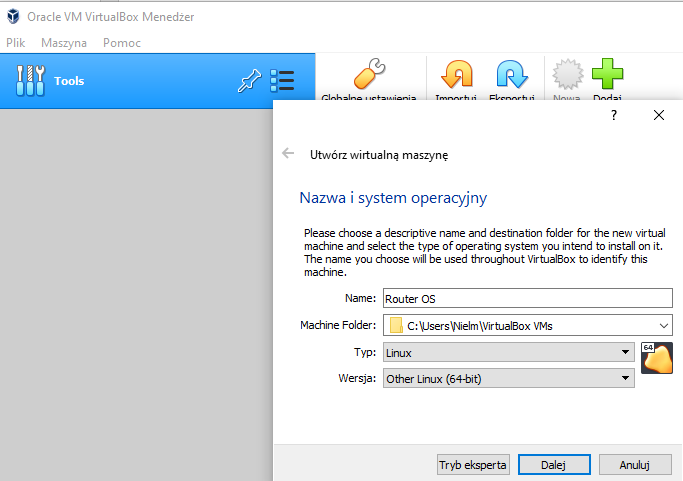 Oracle VM VirtualBox Menedżer
Plik Maszyna Pomoc
Tools
Globalne ustawienia Importuj Eksportuj Nowa Dodaj
?
Utwórz wirtualną maszynę
Nazwa i system operacyjny
Please choose a descriptive name and destination folder for the new virtual
machine and select the type of operating system you intend to install on it.
The name you choose will be used throughout VirtualBox to identify this
machine.
Name: Router OS
Machine Folder: C:\Users\Nielm\VirtualBox VMs
Typ: Linux
64
Wersja: Other Linux (64-bit)
Tryb eksperta Dalej Anuluj